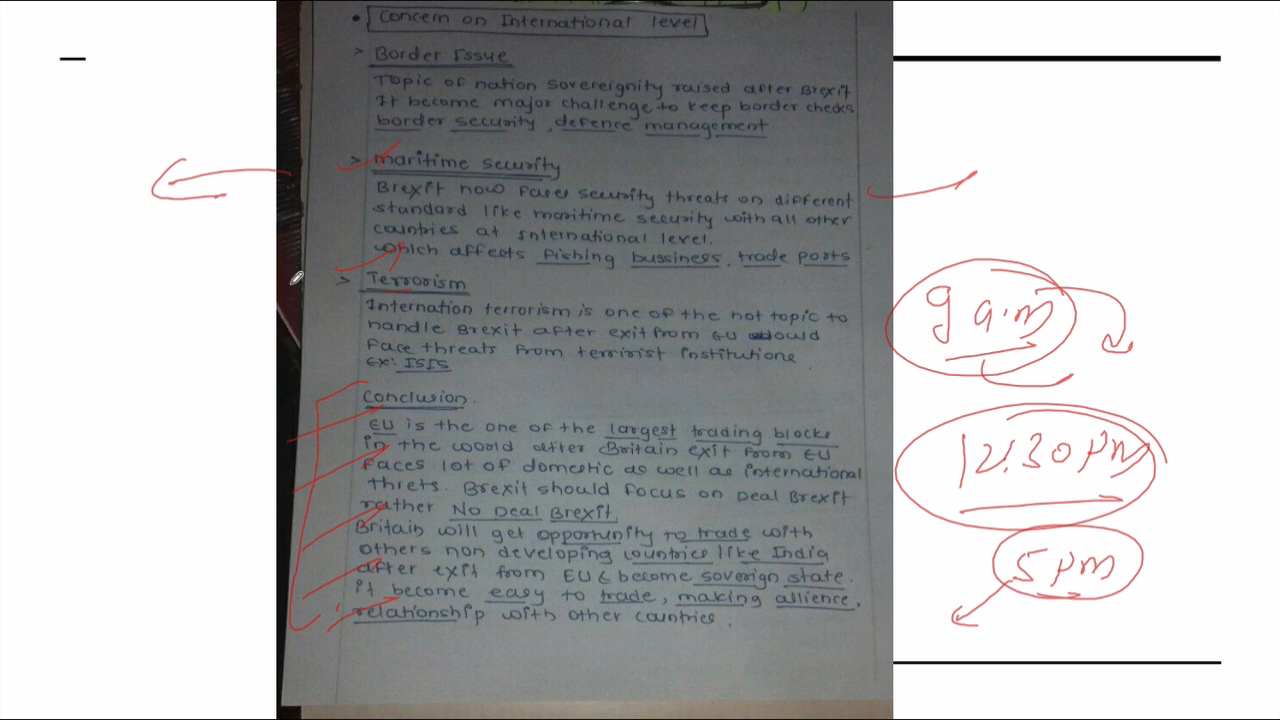 • Concern on International level
> Border Issue
Topic of nation sovereignity raised after Brexit
It become major challenge to keep border checks
border security, defence management.
> maritime security
Brexit now faces security threats on different
standard like maritime security with all other
countries at International level.
which affects fishing bussiness, trade ports
> Terrorism
Internation terrorism is one of the hot topic to
handle Brexit after exit from EU would
face threats from terririst institutione
Ex: ISIS
Conclusion.
EU is the one of the largest trading blocks
in the world after Britain exit from EU
faces lot of domestic as well as international
threts. Brexit should focus on Deal Brexit
rather No Deal Brexit.
Britain will get opportunity to trade with
others non developing countries like India
after exit from EU & become soverign state.
it become easy to trade, making allience,
relationship with other countries.
9 a.m
12.30 pm
5 pm